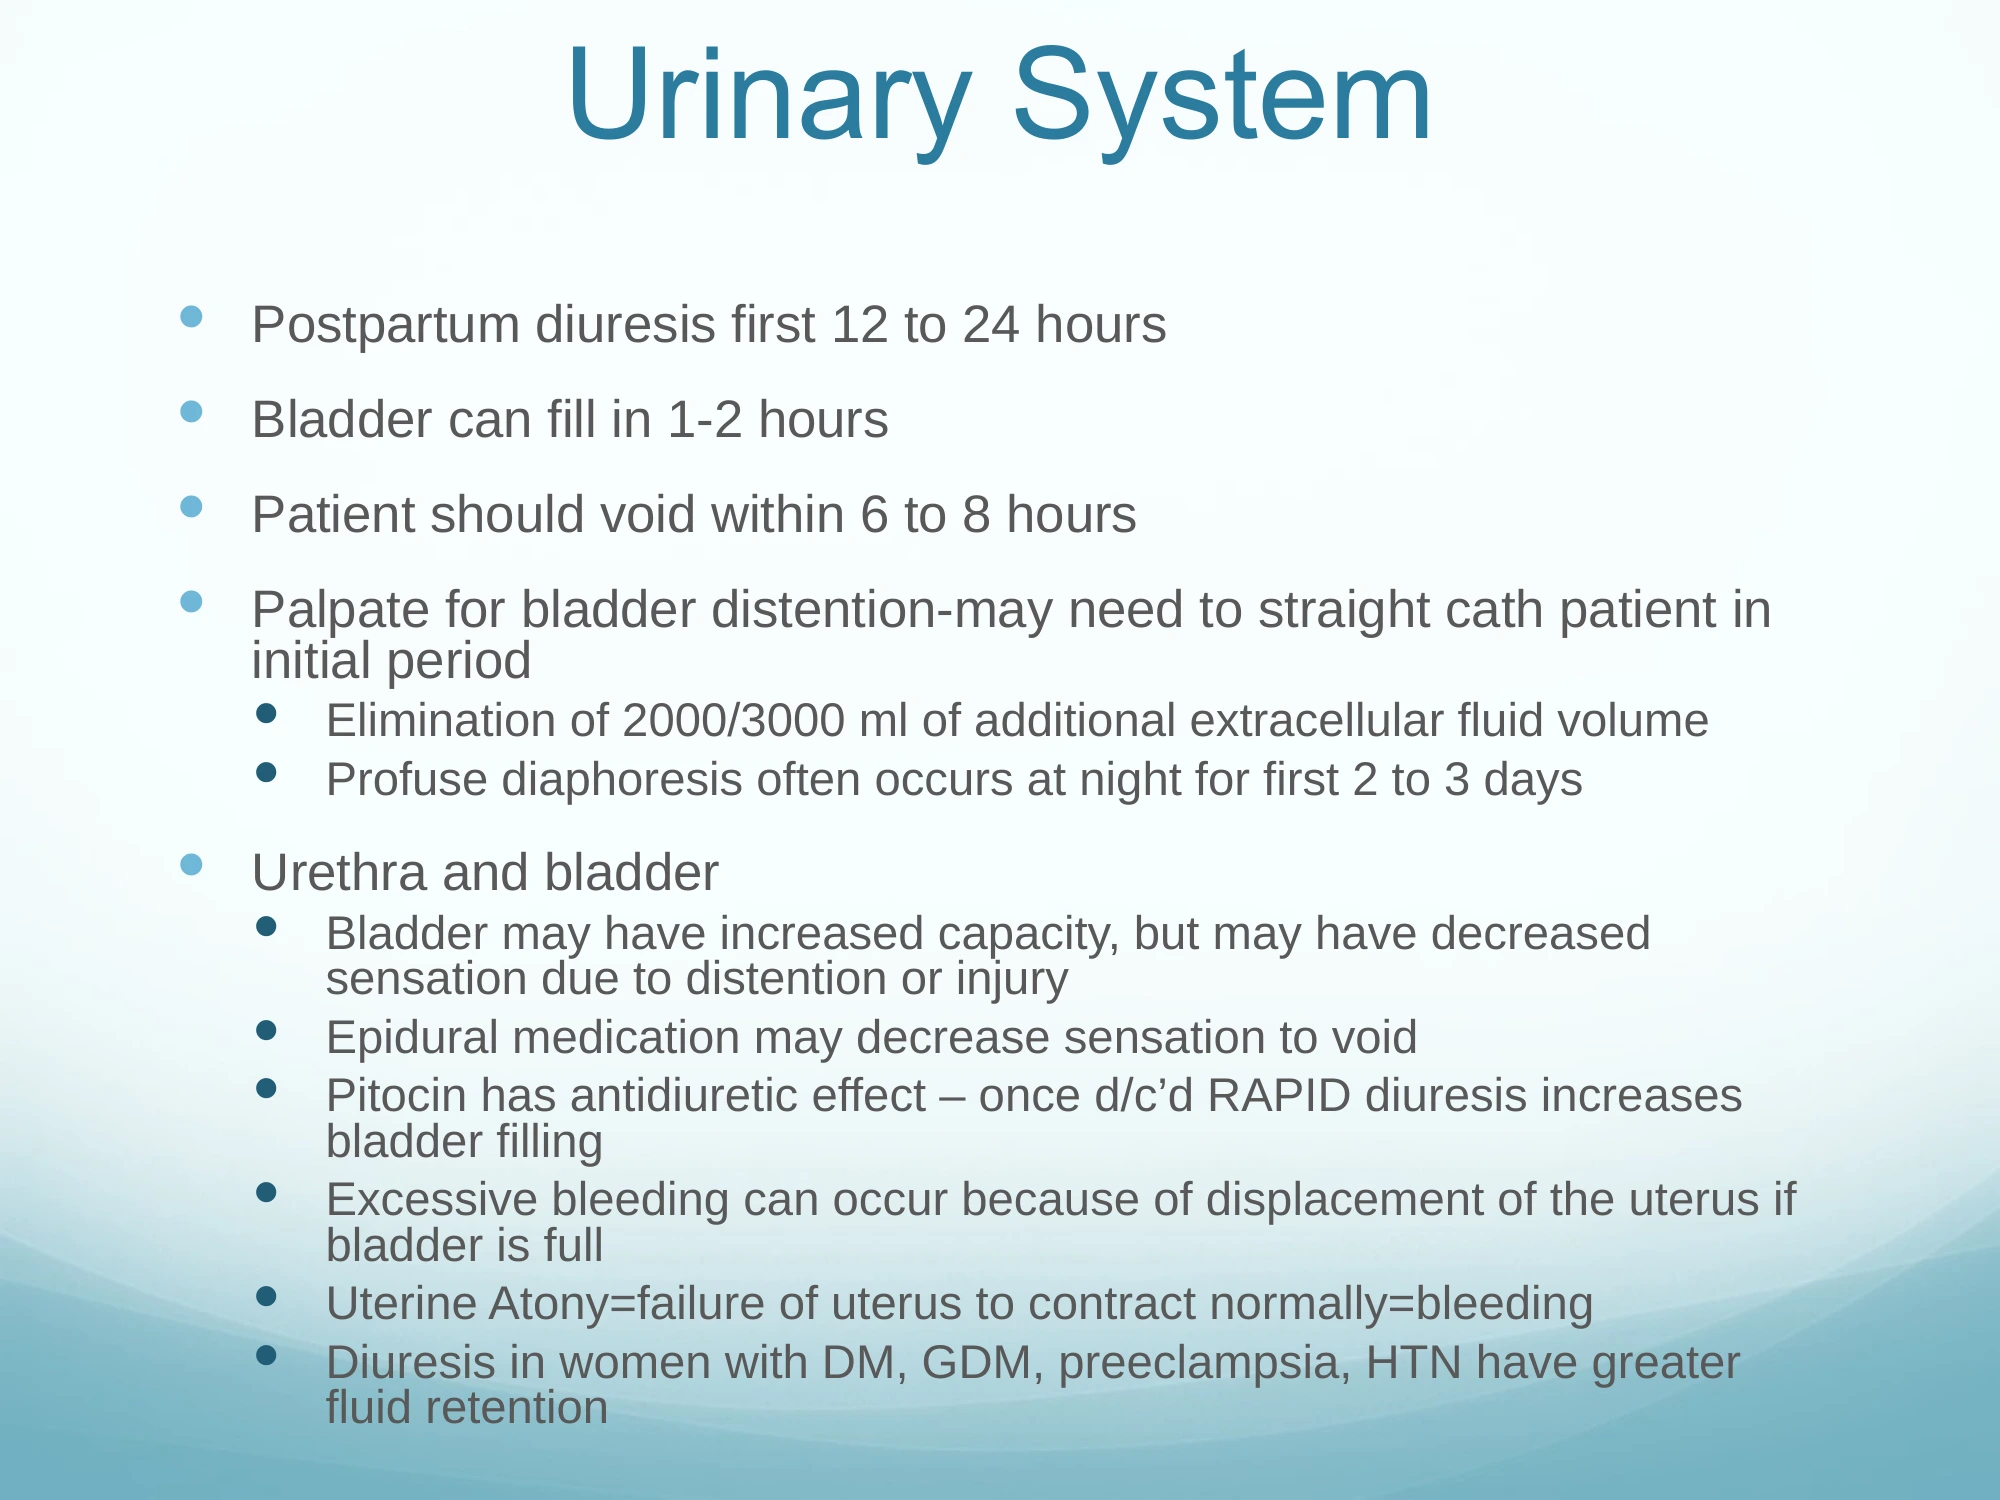 Urinary System
• Postpartum diuresis first 12 to 24 hours
• Bladder can fill in 1-2 hours
• Patient should void within 6 to 8 hours
• Palpate for bladder distention-may need to straight cath patient in
initial period
• Elimination of 2000/3000 ml of additional extracellular fluid volume
• Profuse diaphoresis often occurs at night for first 2 to 3 days
• Urethra and bladder
• Bladder may have increased capacity, but may have decreased
sensation due to distention or injury
• Epidural medication may decrease sensation to void
• Pitocin has antidiuretic effect – once d/c’d RAPID diuresis increases
bladder filling
• Excessive bleeding can occur because of displacement of the uterus if
bladder is full
• Uterine Atony=failure of uterus to contract normally=bleeding
• Diuresis in women with DM, GDM, preeclampsia, HTN have greater
fluid retention